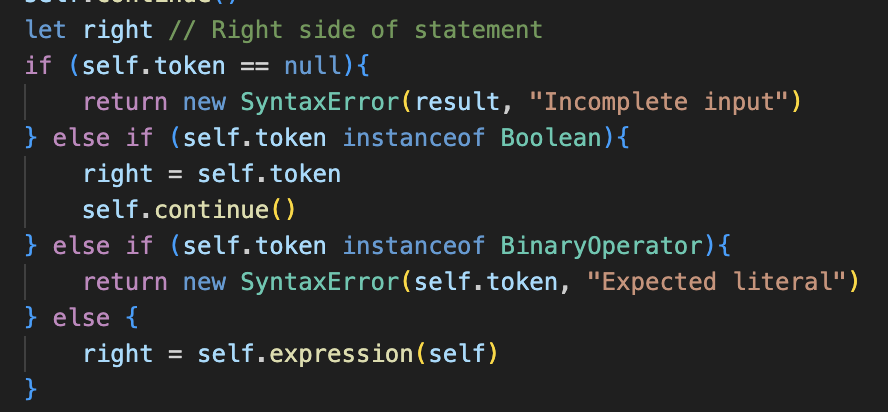 self.continue()
let right // Right side of statement
if (self.token == null){
    return new SyntaxError(result, "Incomplete input")
} else if (self.token instanceof Boolean){
    right = self.token
    self.continue()
} else if (self.token instanceof BinaryOperator){
    return new SyntaxError(self.token, "Expected literal")
} else {
    right = self.expression(self)
}